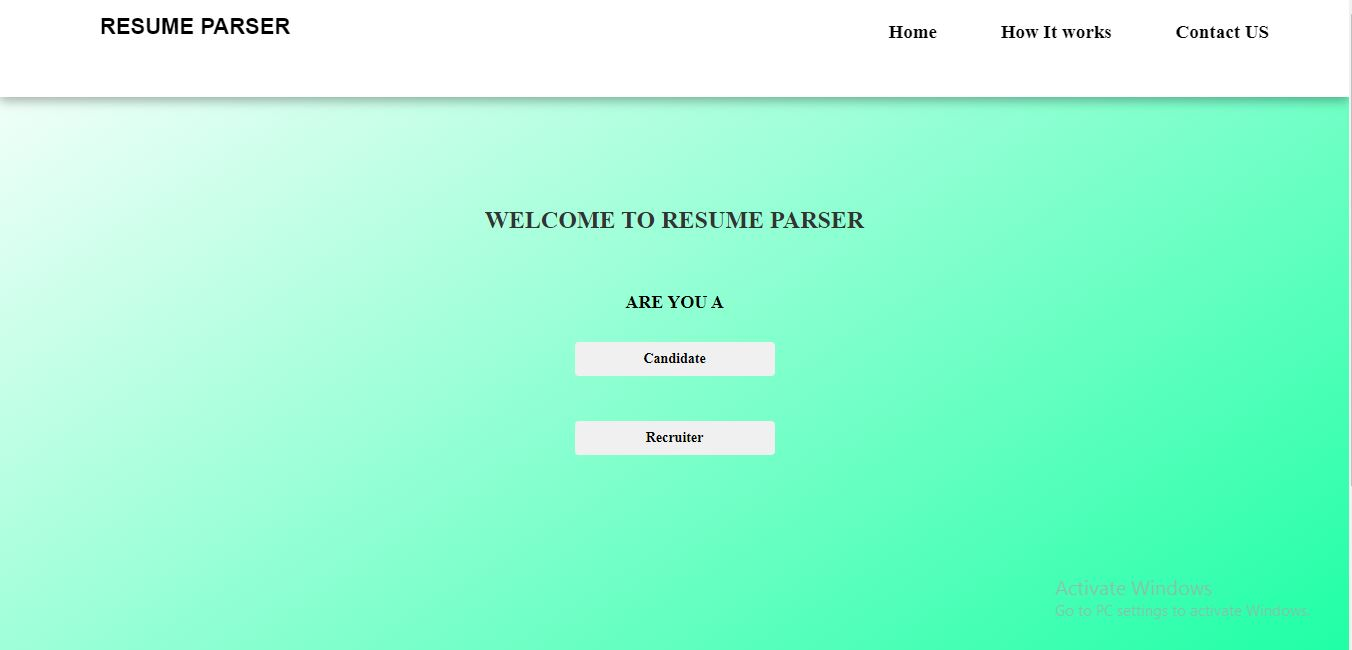 RESUME PARSER
Home
How It works
Contact US
WELCOME TO RESUME PARSER
ARE YOU A
Candidate
Recruiter
Activate Windows
Go to PC settings to activate Windows.